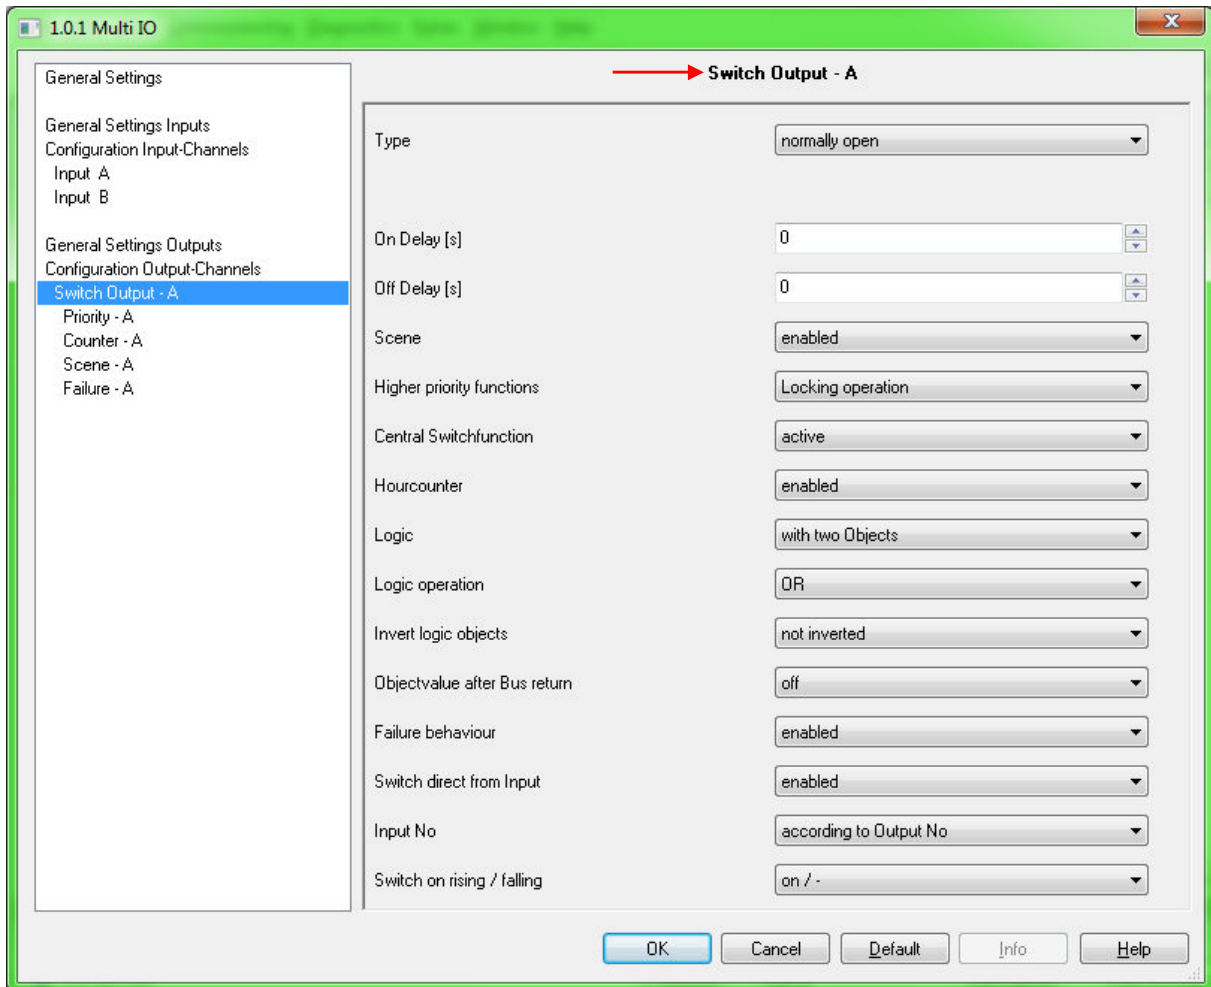 1.0.1 Multi IO
General Settings
General Settings Inputs
Configuration Input-Channels
Input A
Input B
General Settings Outputs
Configuration Output-Channels
Switch Output - A
Priority - A
Counter - A
Scene - A
Failure - A
Switch Output - A
Type normally open
On Delay [s] 0
Off Delay [s] 0
Scene enabled
Higher priority functions Locking operation
Central Switchfunction active
Hourcounter enabled
Logic with two Objects
Logic operation OR
Invert logic objects not inverted
Objectvalue after Bus return off
Failure behaviour enabled
Switch direct from Input enabled
Input No according to Output No
Switch on rising / falling on / -
OK Cancel Default Info Help